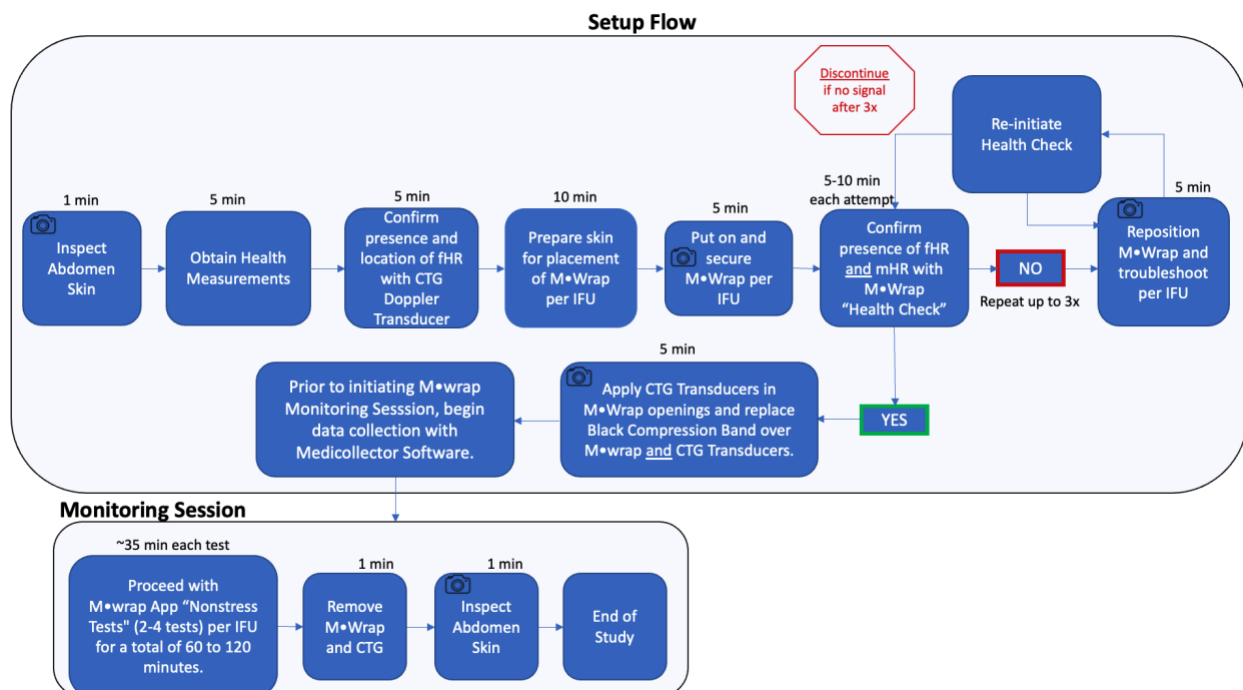 Setup Flow
Discontinue
if no signal
after 3x
Re-initiate
Health Check
1 min
Inspect
Abdomen
Skin
5 min
Obtain Health
Measurements
5 min
Confirm
presence and
location of fHR
with CTG
Doppler
Transducer
10 min
Prepare skin
for placement
of M•Wrap
per IFU
5 min
Put on and
secure
M•Wrap per
IFU
5-10 min
each attempt
Confirm
presence of fHR
and mHR with
M•Wrap
“Health Check”
NO
Repeat up to 3x
5 min
Reposition
M•Wrap and
troubleshoot
per IFU
YES
5 min
Apply CTG Transducers in
M•Wrap openings and replace
Black Compression Band over
M•wrap and CTG Transducers.
Prior to initiating M•wrap
Monitoring Sesssion, begin
data collection with
Medicollector Software.
Monitoring Session
~35 min each test
Proceed with
M•wrap App “Nonstress
Tests" (2-4 tests) per IFU
for a total of 60 to 120
minutes.
1 min
Remove
M•Wrap
and CTG
1 min
Inspect
Abdomen
Skin
End of
Study